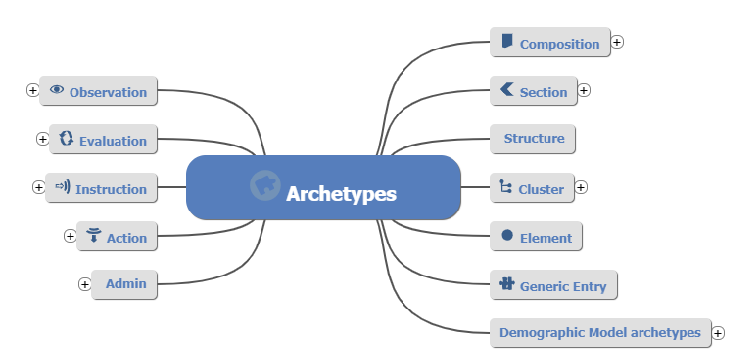 Composition
Observation
Section
Evaluation
Structure
Archetypes
Instruction
Cluster
Action
Element
Admin
Generic Entry
Demographic Model archetypes